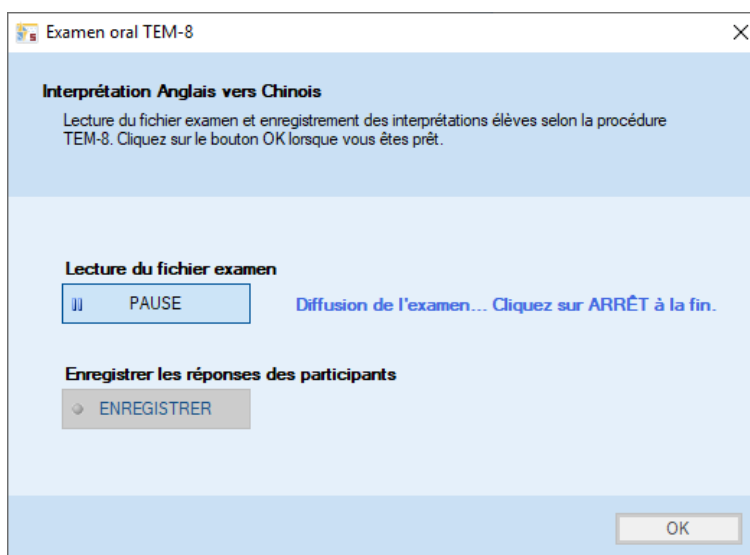 Examen oral TEM-8
Interprétation Anglais vers Chinois
Lecture du fichier examen et enregistrement des interprétations élèves selon la procédure
TEM-8. Cliquez sur le bouton OK lorsque vous êtes prêt.
Lecture du fichier examen
PAUSE
Diffusion de l'examen... Cliquez sur ARRÊT à la fin.
Enregistrer les réponses des participants
ENREGISTRER
OK